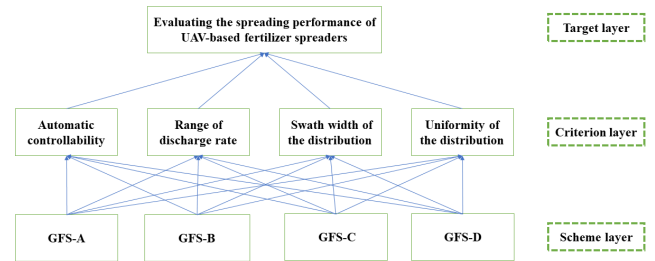 Evaluating the spreading performance of
UAV-based fertilizer spreaders
Target layer
Automatic
controllability
Range of
discharge rate
Swath width of
the distribution
Uniformity of
the distribution
Criterion layer
GFS-A
GFS-B
GFS-C
GFS-D
Scheme layer